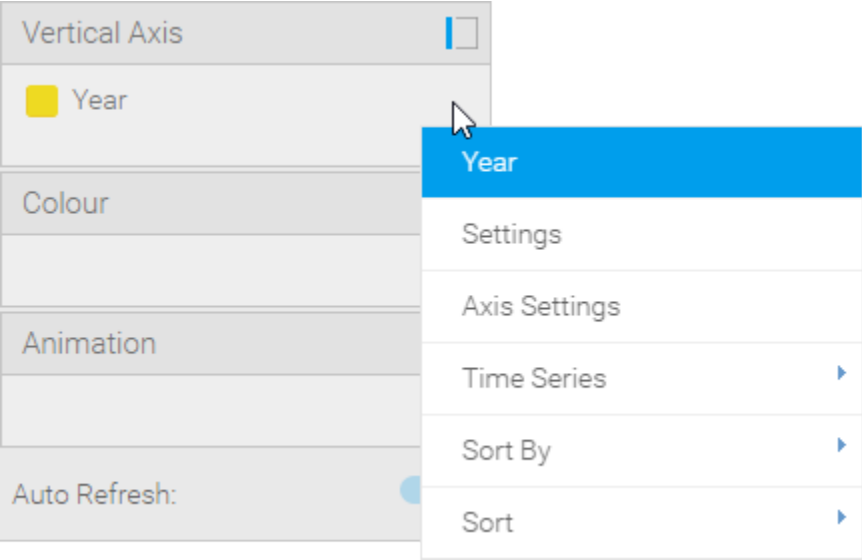 Vertical Axis
Year
Colour
Animation
Auto Refresh:
Year
Settings
Axis Settings
Time Series
Sort By
Sort